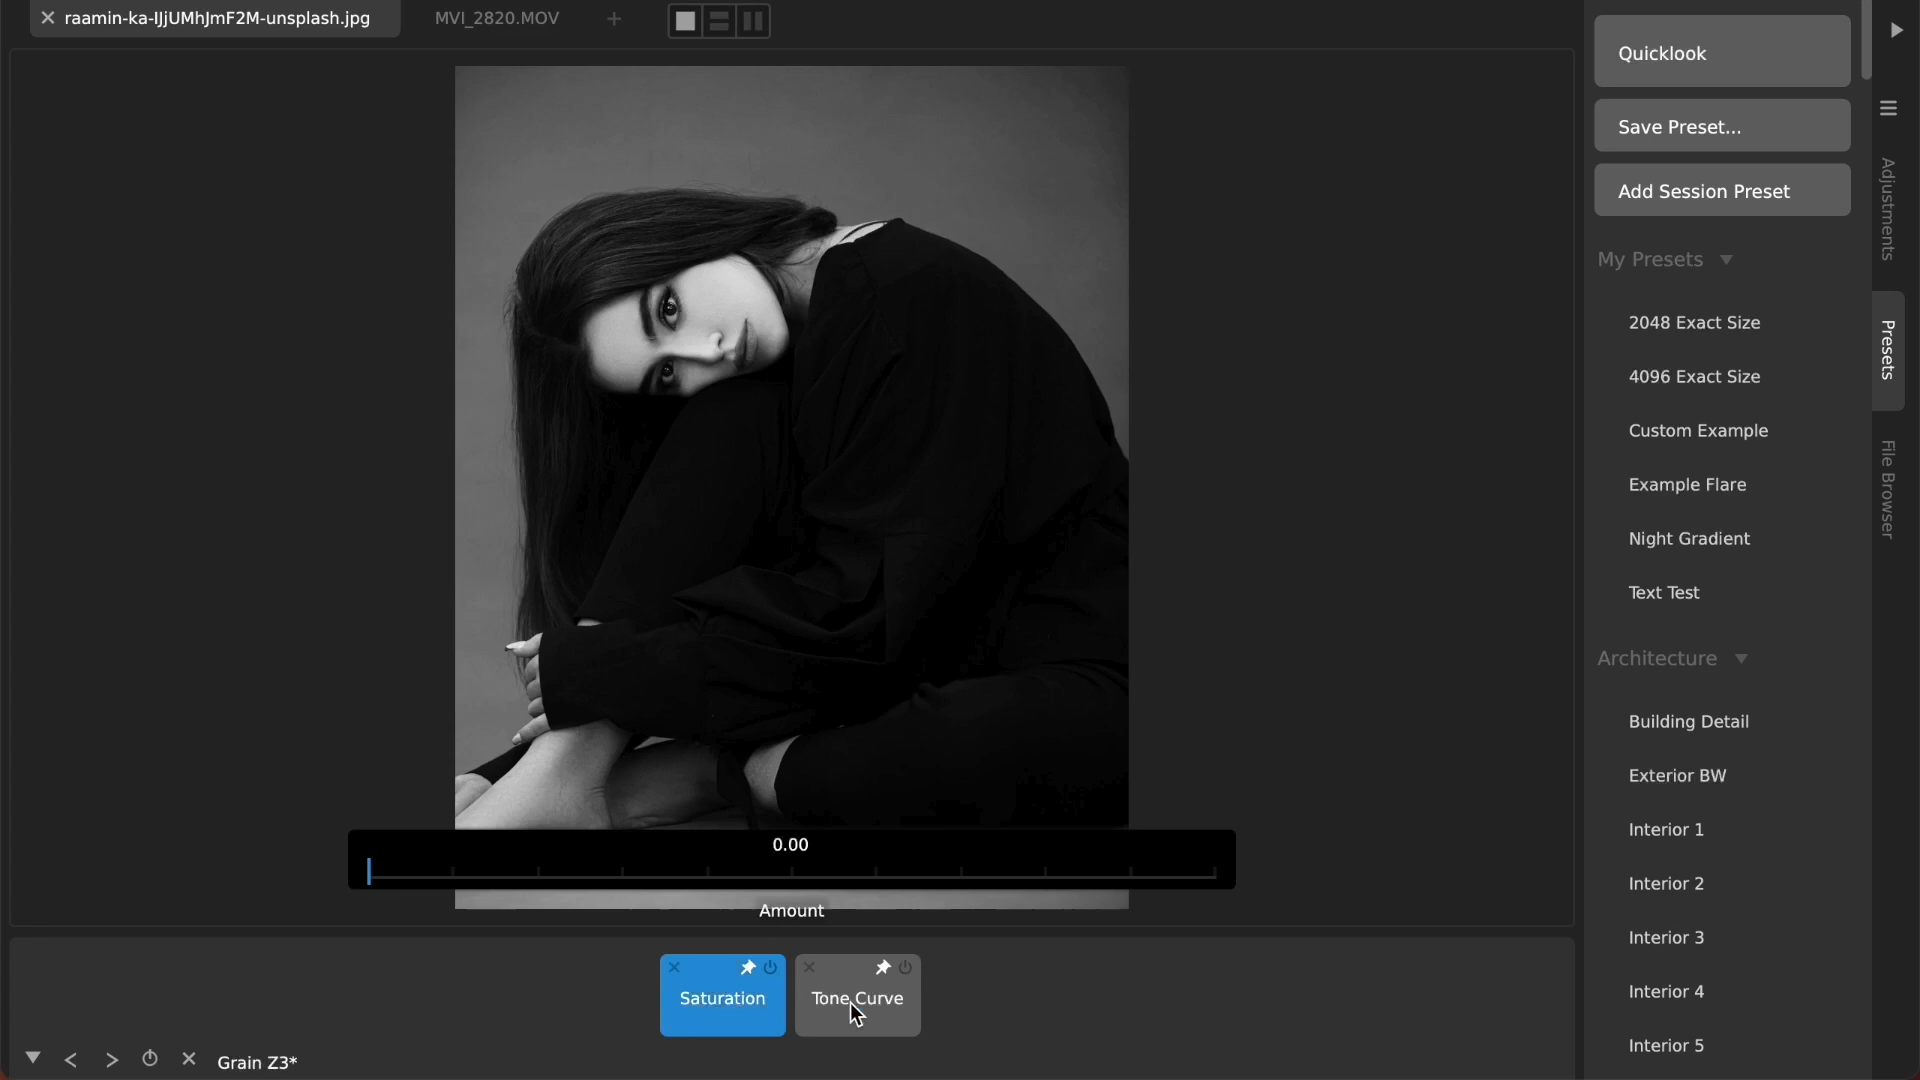 raamin-ka-IJjUMhJmF2M-unsplash.jpg
MVI_2820.MOV
Quicklook
Save Preset...
Add Session Preset
My Presets
2048 Exact Size
4096 Exact Size
Custom Example
Example Flare
Night Gradient
Text Test
Architecture
Building Detail
Exterior BW
Interior 1
Interior 2
Interior 3
Interior 4
Interior 5
Adjustments
Presets
File Browser
0.00
Amount
Saturation
Tone Curve
Grain Z3*